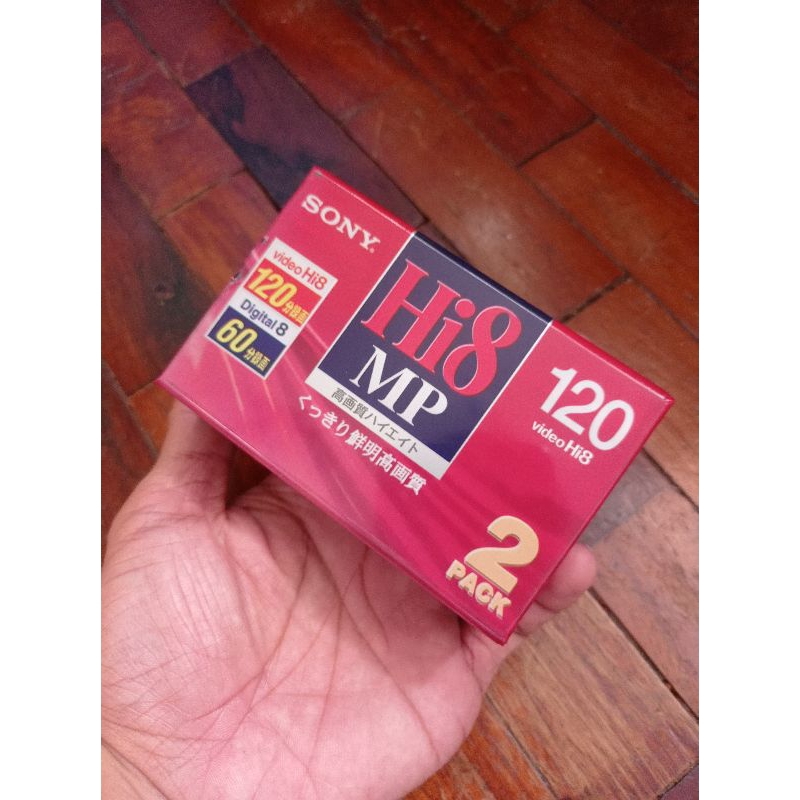 SONY.
video Hi8
120分録画
Digital 8
60分録画
Hi8
MP
高画質ハイエイト
くっきり鮮明高画質
120
video Hi8
2
PACK